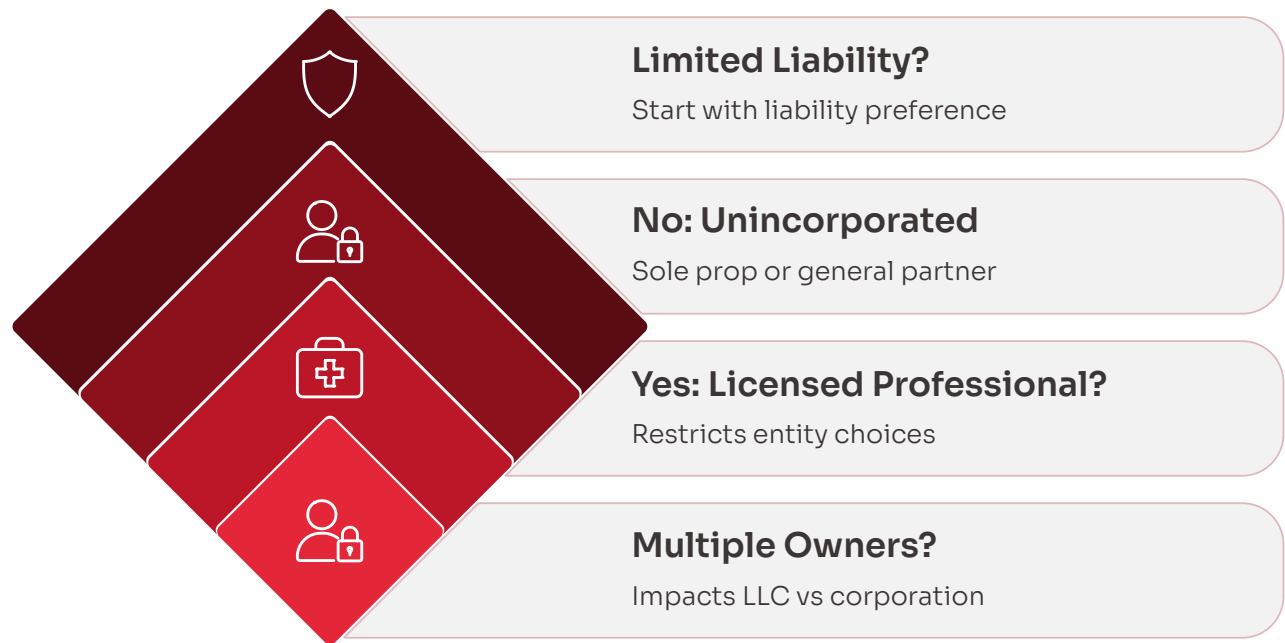 Limited Liability?
Start with liability preference
No: Unincorporated
Sole prop or general partner
Yes: Licensed Professional?
Restricts entity choices
Multiple Owners?
Impacts LLC vs corporation